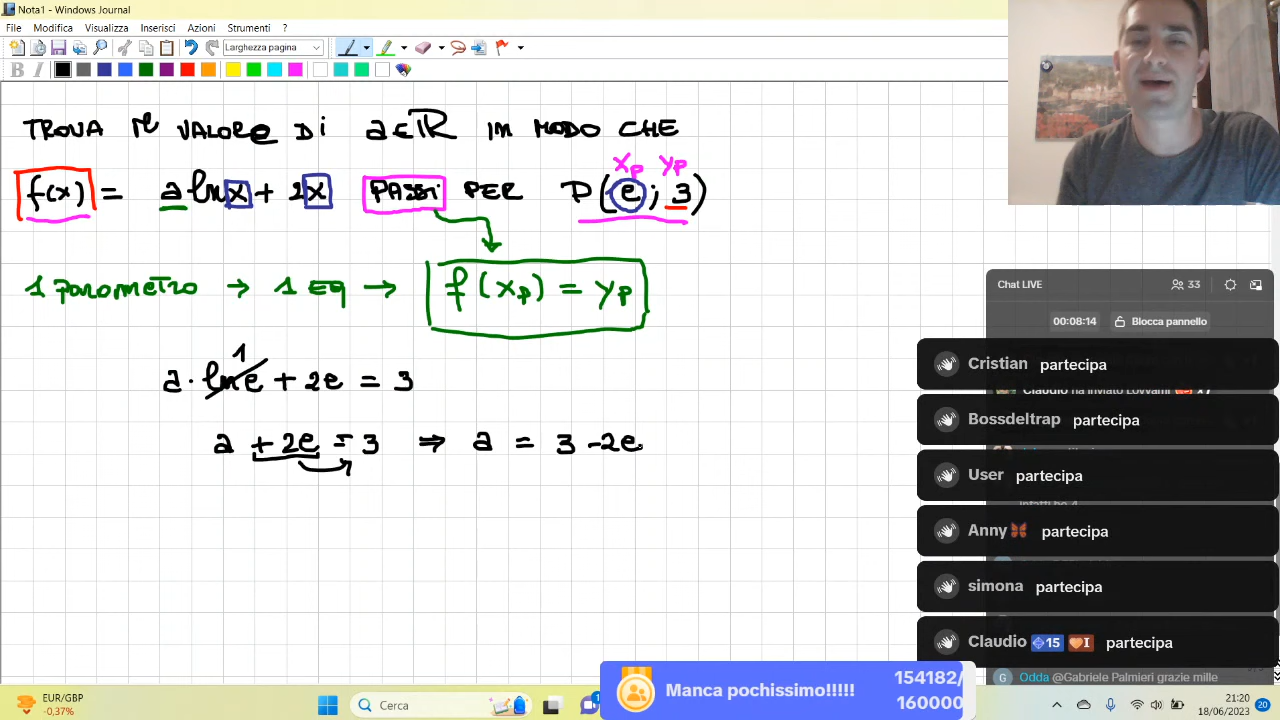 Nota1 - Windows Journal
File Modifica Visualizza Inserisci Azioni Strumenti ?
Larghezza pagina
TROVA IL VALORE DI a∈ℝ IN MODO CHE
xp yp
f(x) = a ln x + 2x PASSI PER P(e; 3)
1 parametro → 1 EQ → f(xp) = yp
1
a · ln e + 2e = 3
a + 2e = 3 ⇒ a = 3 - 2e
Chat LIVE 33
00:08:14 Blocca pannello
Cristian partecipa
Claudio ha inviato
Bossdeltrap partecipa
User partecipa
Anny🦋 partecipa
simona partecipa
Claudio 15 I partecipa
Odda @Gabriele Palmieri grazie mille
Manca pochissimo!!!!! 154182/
160000
EUR/GBP
-0,37%
Cerca
21:20
18/06/2023
20